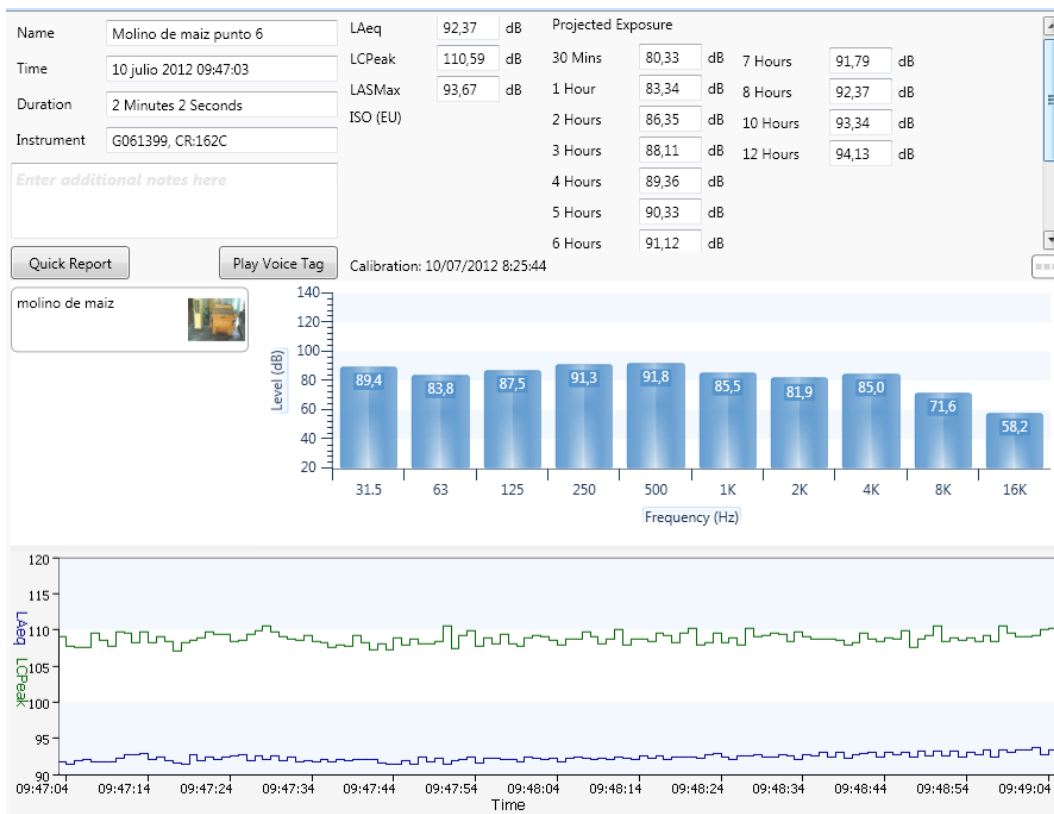 Name Molino de maiz punto 6
Time 10 julio 2012 09:47:03
Duration 2 Minutes 2 Seconds
Instrument G061399, CR:162C
Enter additional notes here
Quick Report Play Voice Tag
LAeq 92,37 dB
LCPeak 110,59 dB
LASMax 93,67 dB
ISO (EU)
Projected Exposure
30 Mins 80,33 dB
1 Hour 83,34 dB
2 Hours 86,35 dB
3 Hours 88,11 dB
4 Hours 89,36 dB
5 Hours 90,33 dB
6 Hours 91,12 dB
7 Hours 91,79 dB
8 Hours 92,37 dB
10 Hours 93,34 dB
12 Hours 94,13 dB
Calibration: 10/07/2012 8:25:44
molino de maiz
Level (dB)
140
120
100
80
60
40
20
89,4 83,8 87,5 91,3 91,8 85,5 81,9 85,0 71,6 58,2
31.5 63 125 250 500 1K 2K 4K 8K 16K
Frequency (Hz)
LAeq
LCPeak
120
115
110
105
100
95
90
09:47:04 09:47:14 09:47:24 09:47:34 09:47:44 09:47:54 09:48:04 09:48:14 09:48:24 09:48:34 09:48:44 09:48:54 09:49:04
Time